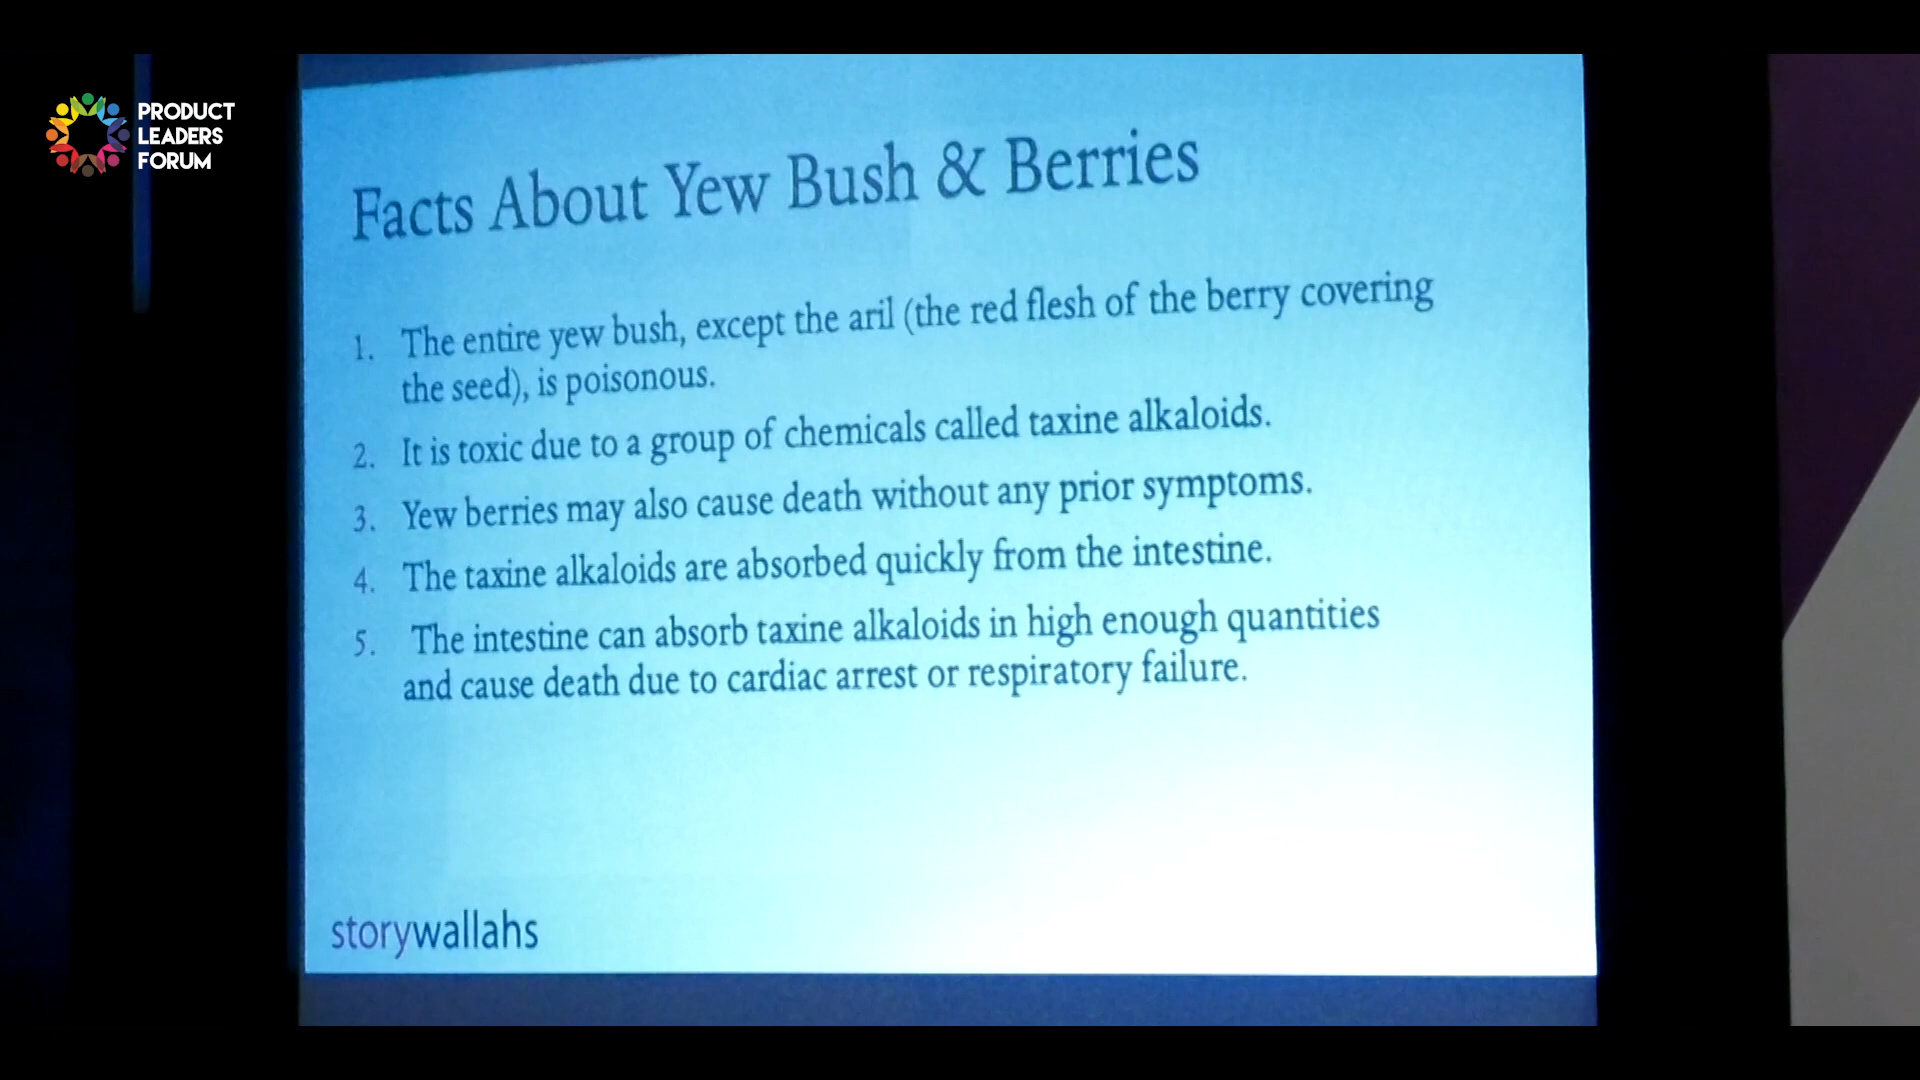 PRODUCT
LEADERS
FORUM
Facts About Yew Bush & Berries
1. The entire yew bush, except the aril (the red flesh of the berry covering
the seed), is poisonous.
2. It is toxic due to a group of chemicals called taxine alkaloids.
3. Yew berries may also cause death without any prior symptoms.
4. The taxine alkaloids are absorbed quickly from the intestine.
5. The intestine can absorb taxine alkaloids in high enough quantities
and cause death due to cardiac arrest or respiratory failure.
storywallahs